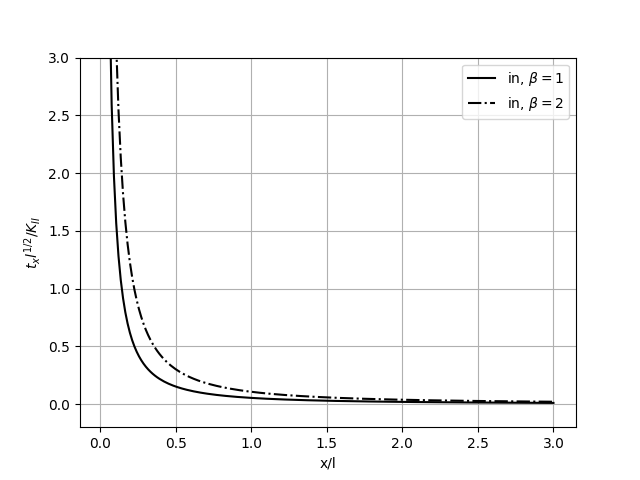 3.0
2.5
2.0
1.5
1.0
0.5
0.0
t_x l^{1/2}/K_{II}
in, β = 1
in, β = 2
0.0 0.5 1.0 1.5 2.0 2.5 3.0
x/l